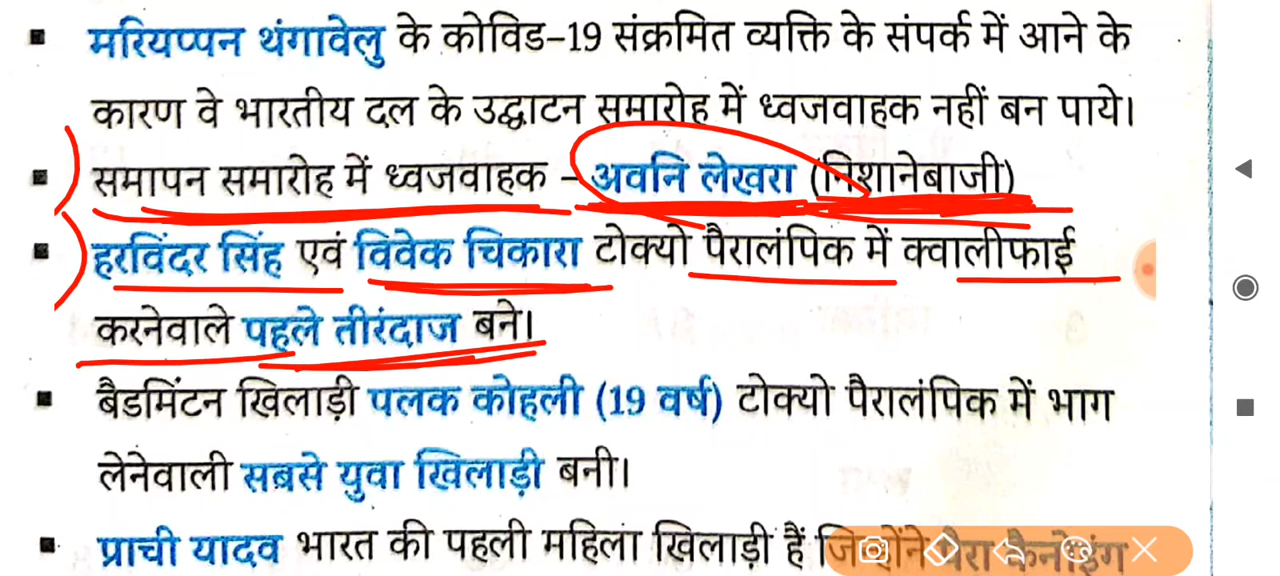 ▪ मरियप्पन थंगावेलु के कोविड-19 संक्रमित व्यक्ति के संपर्क में आने के
कारण वे भारतीय दल के उद्घाटन समारोह में ध्वजवाहक नहीं बन पाये।
▪ समापन समारोह में ध्वजवाहक - अवनि लेखरा (निशानेबाजी)
▪ हरविंदर सिंह एवं विवेक चिकारा टोक्यो पैरालंपिक में क्वालीफाई
करनेवाले पहले तीरंदाज बने।
▪ बैडमिंटन खिलाड़ी पलक कोहली (19 वर्ष) टोक्यो पैरालंपिक में भाग
लेनेवाली सबसे युवा खिलाड़ी बनी।
▪ प्राची यादव भारत की पहली महिला खिलाड़ी हैं जिन्होंने पैरा कैनोइंग